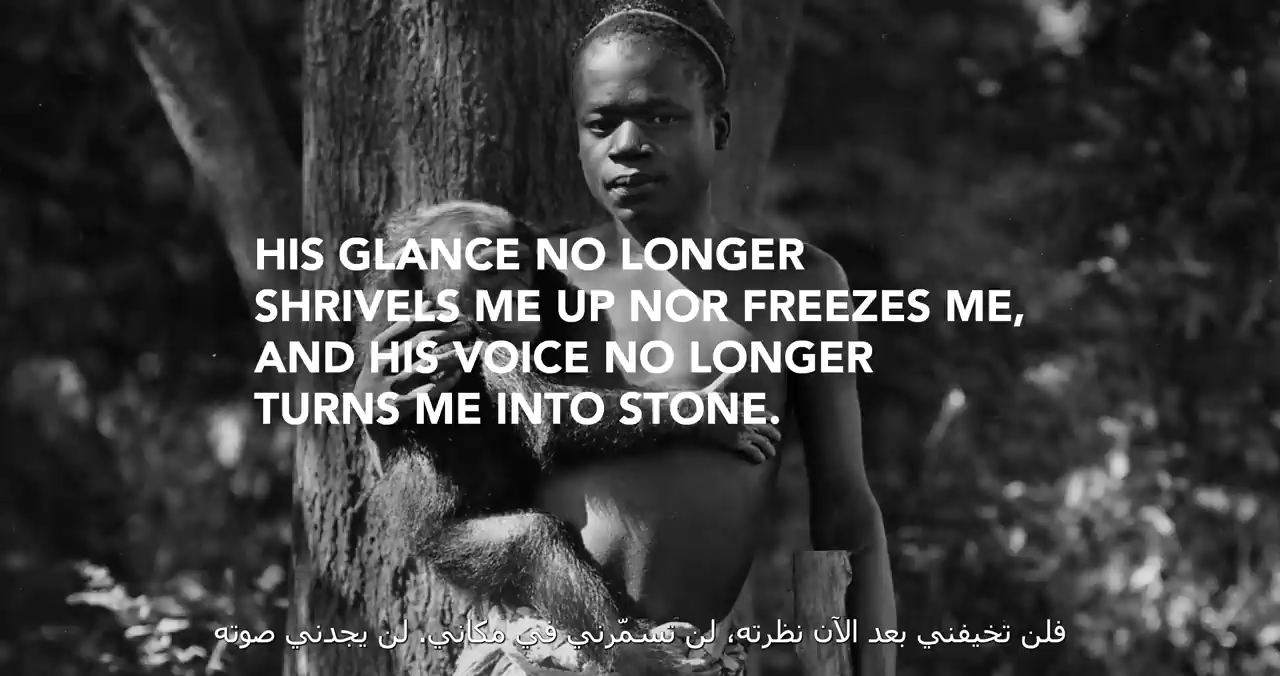 HIS GLANCE NO LONGER
SHRIVELS ME UP NOR FREEZES ME,
AND HIS VOICE NO LONGER
TURNS ME INTO STONE.
فلن تخيفني بعد الآن نظرته، لن تسمّرني في مكاني. لن يجدني صوته